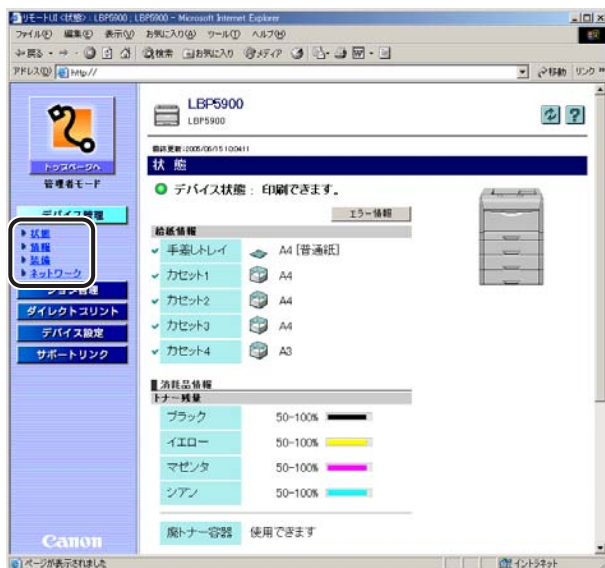 リモートUI <状態> : LBP5900 ; LBP5900 - Microsoft Internet Explorer
ファイル(F) 編集(E) 表示(V) お気に入り(A) ツール(T) ヘルプ(H)
戻る 検索 お気に入り メディア
アドレス(D) http:// 移動 リンク
LBP5900
LBP5900
トップページへ
管理者モード
最終更新:2005/06/15 10:04:11
状 態
デバイス状態 : 印刷できます。
エラー情報
デバイス管理
状態
情報
装備
ネットワーク
ダイレクトプリント
デバイス設定
サポートリンク
給紙情報
手差しトレイ A4 [普通紙]
カセット1 A4
カセット2 A4
カセット3 A4
カセット4 A3
消耗品情報
トナー残量
ブラック 50-100%
イエロー 50-100%
マゼンタ 50-100%
シアン 50-100%
廃トナー容器 使用できます
Canon
ページが表示されました
イントラネット